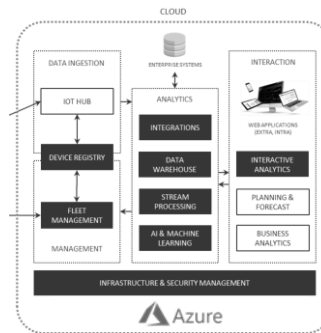 CLOUD
DATA INGESTION
IOT HUB
DEVICE REGISTRY
FLEET
MANAGEMENT
MANAGEMENT
ENTERPRISE SYSTEMS
ANALYTICS
INTEGRATIONS
DATA
WAREHOUSE
STREAM
PROCESSING
AI & MACHINE
LEARNING
INTERACTION
WEB APPLICATIONS
(EXTRA, INTRA)
INTERACTIVE
ANALYTICS
PLANNING &
FORECAST
BUSINESS
ANALYTICS
INFRASTRUCTURE & SECURITY MANAGEMENT
Azure